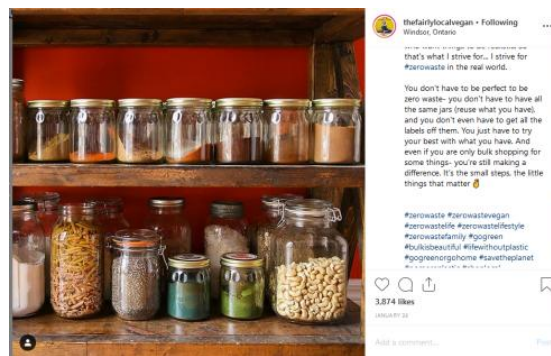 thefairlylocalvegan • Following
Windsor, Ontario
that's what I strive for... I strive for
#zerowaste in the real world.
You don't have to be perfect to be
zero waste- you don't have to have all
the same jars (reuse what you have),
and you don't even have to get all the
labels off them. You just have to try
your best with what you have. And
even if you are only bulk shopping for
some things- you're still making a
difference. It's the small steps, the little
things that matter
#zerowaste #zerowastevegan
#zerowastelife #zerowastelifestyle
#zerowastefamily #gogreen
#bulkisbeautiful #lifewithoutplastic
#gogreenorgohome #savetheplanet
3.874 likes
Add a comment...